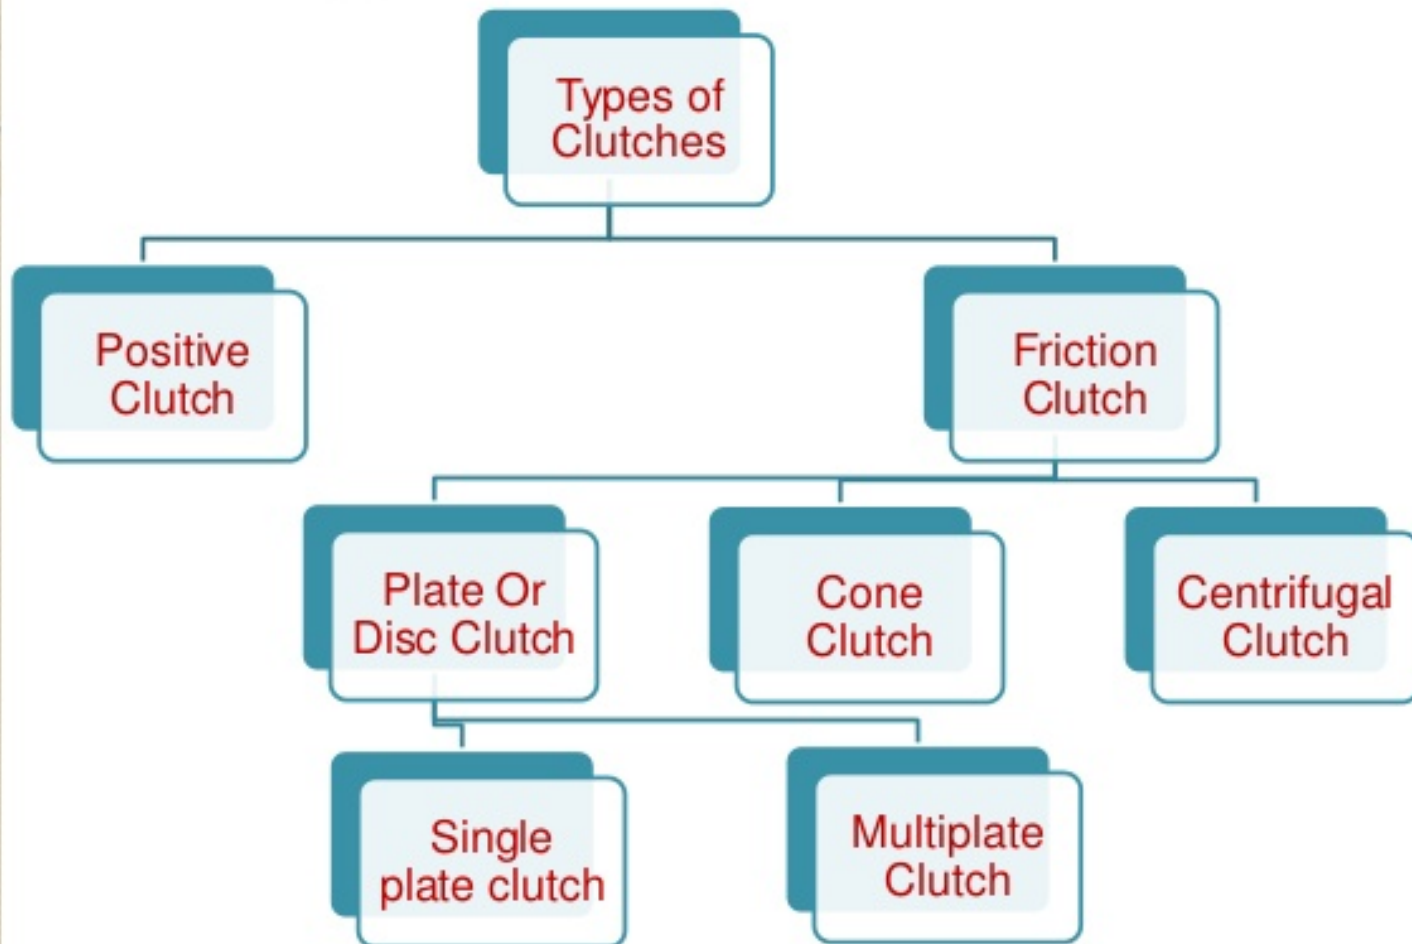 Types of
Clutches
Positive
Clutch
Friction
Clutch
Plate Or
Disc Clutch
Cone
Clutch
Centrifugal
Clutch
Single
plate clutch
Multiplate
Clutch